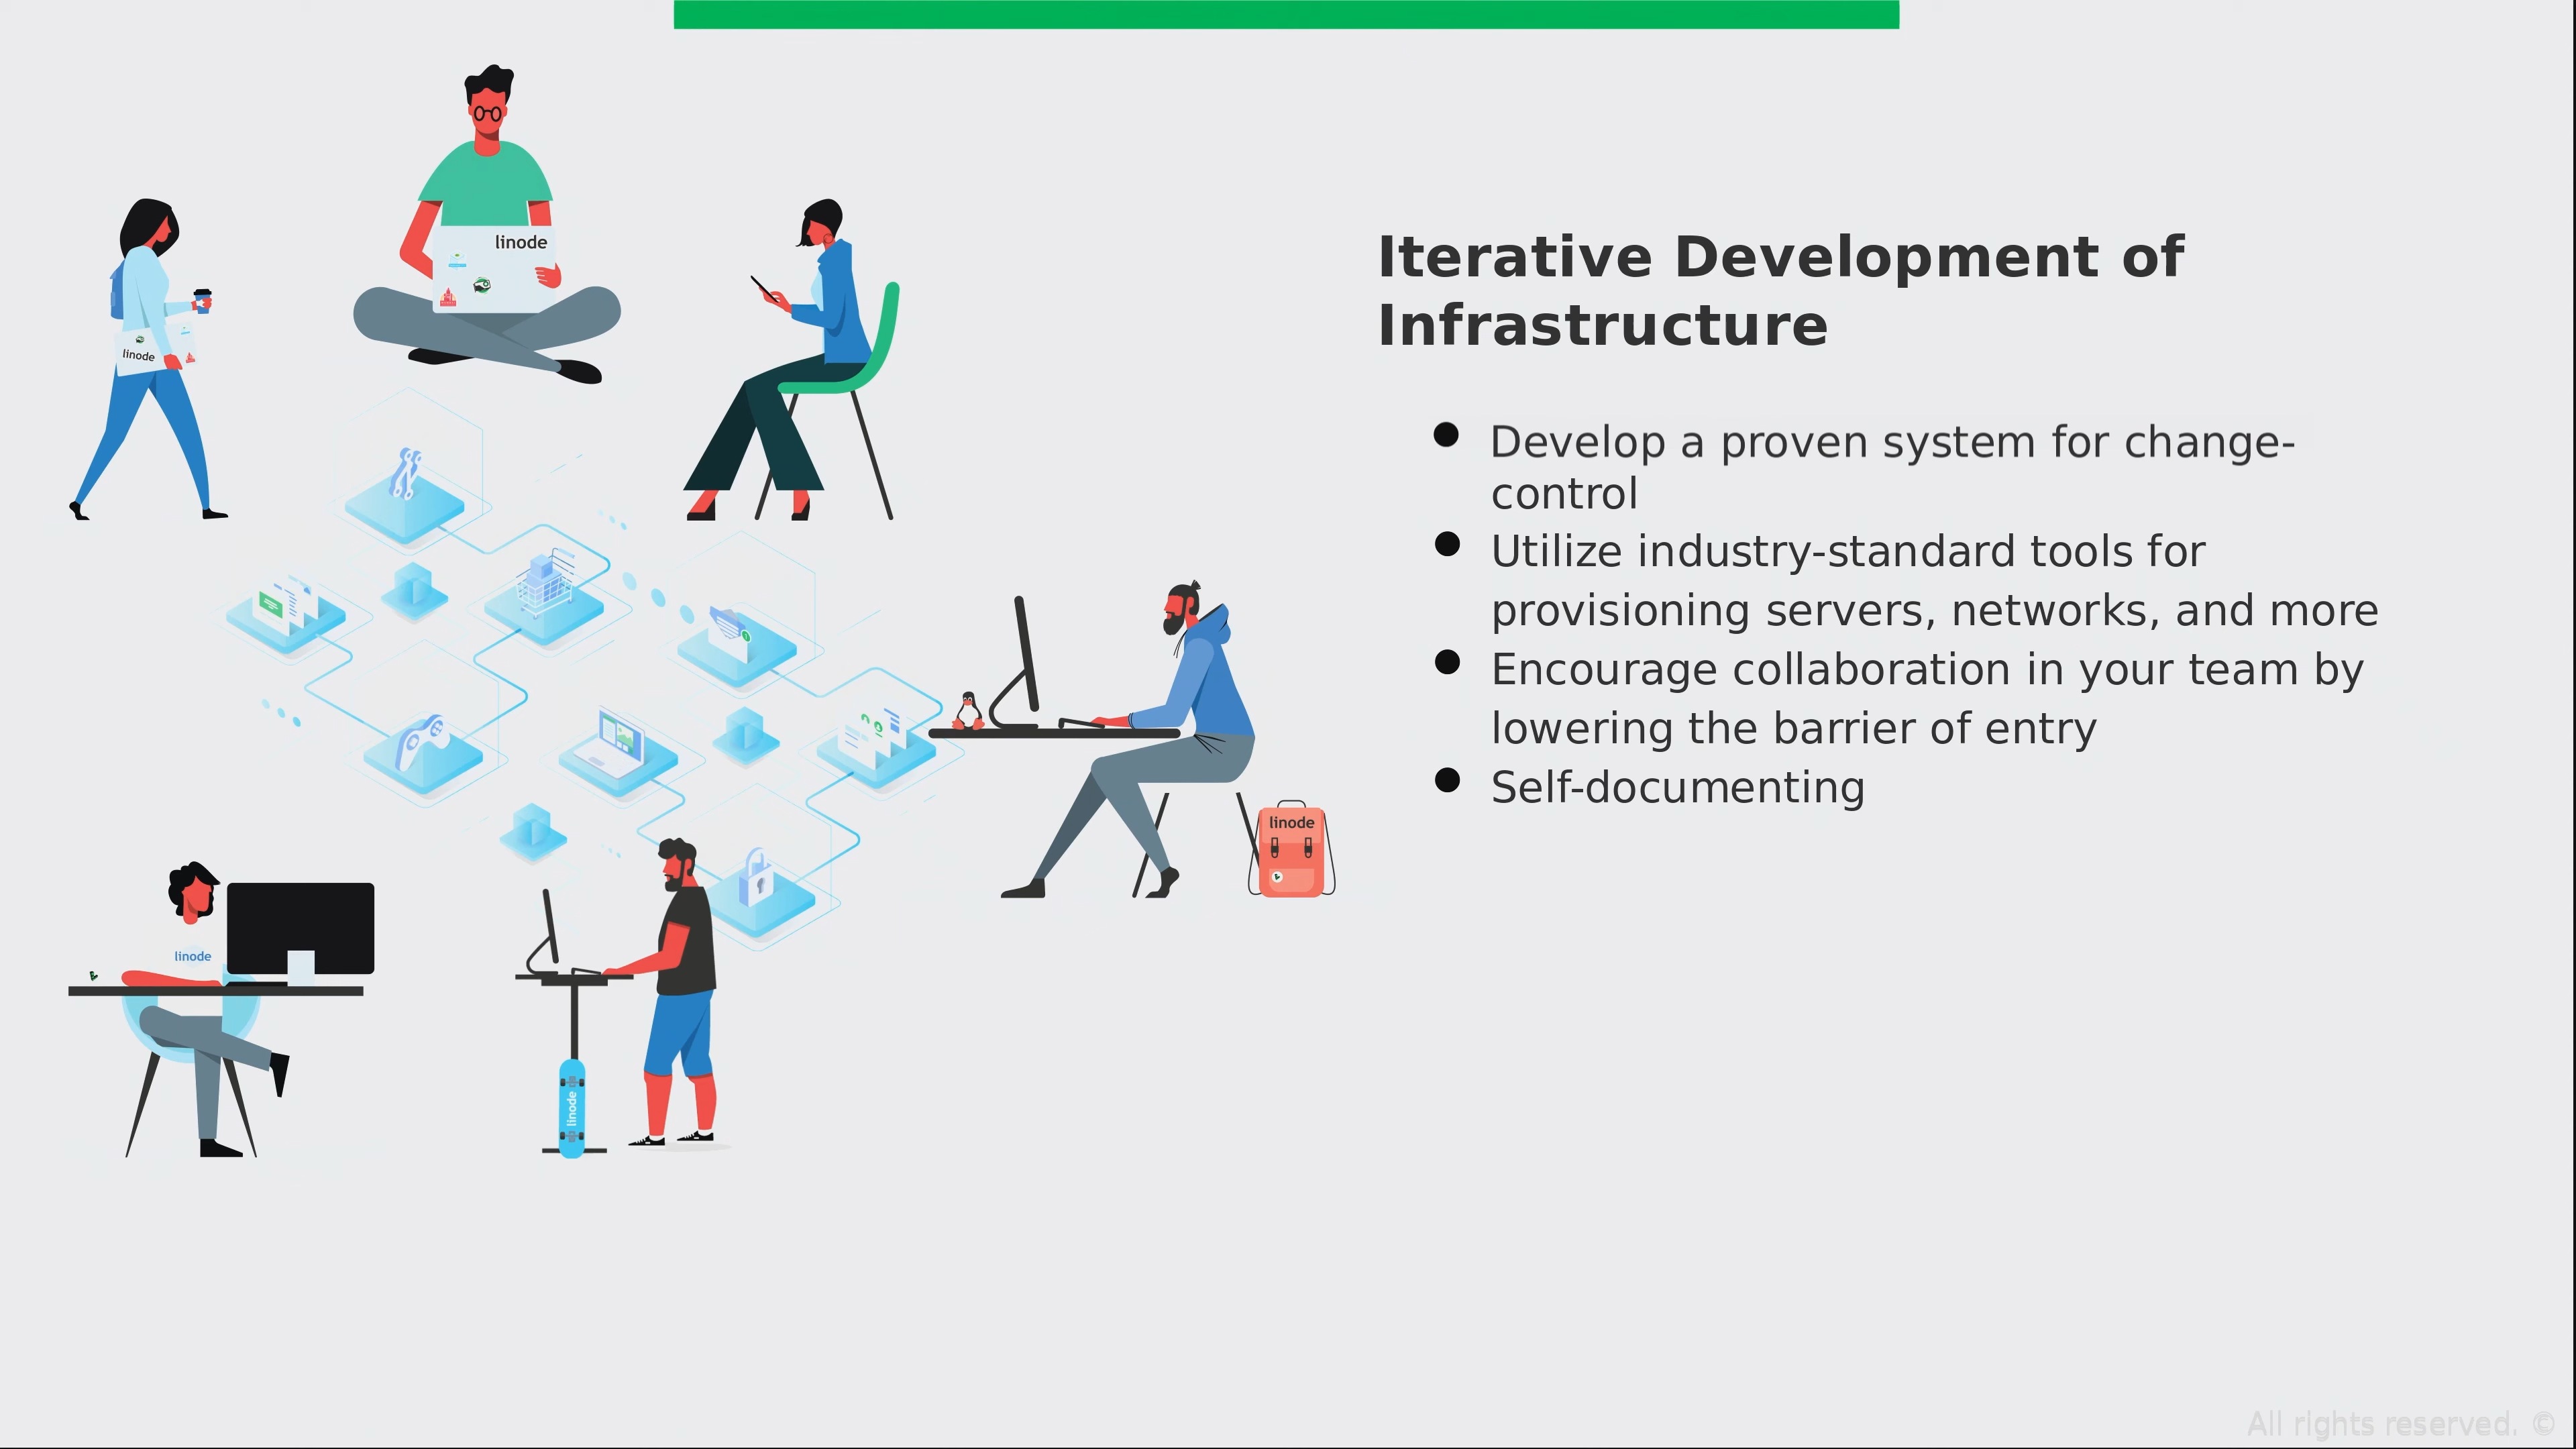 linode
linode
Iterative Development of
Infrastructure
Develop a proven system for change-
control
Utilize industry-standard tools for
provisioning servers, networks, and more
Encourage collaboration in your team by
lowering the barrier of entry
Self-documenting
linode
linode
linode
All rights reserved. ©